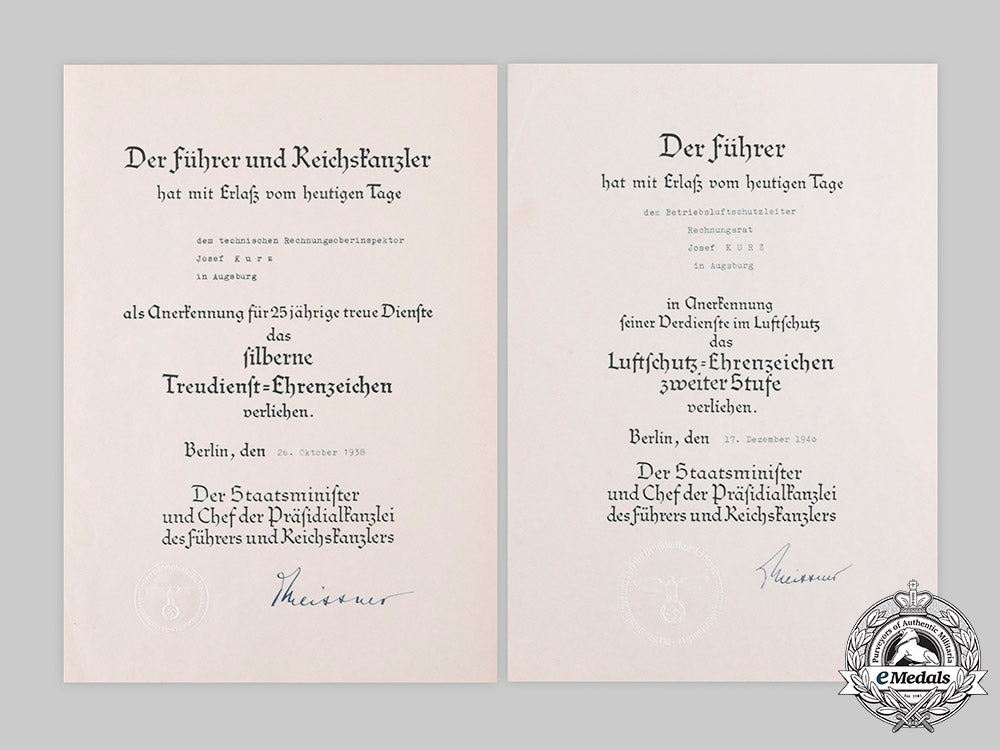 Der Führer und Reichskanzler
hat mit Erlaß vom heutigen Tage
dem technischen Rechnungsoberinspektor
Josef K u r z
in Augsburg
als Anerkennung für 25 jährige treue Dienste
das
silberne
Treudienst=Ehrenzeichen
verliehen.
Berlin, den 26. Oktober 1938
Der Staatsminister
und Chef der Präsidialkanzlei
des Führers und Reichskanzlers
Meissner
Der Führer
hat mit Erlaß vom heutigen Tage
dem Betriebsluftschutzleiter
Rechnungsrat
Josef K U R Z
in Augsburg
in Anerkennung
seiner Verdienste im Luftschutz
das
Luftschutz=Ehrenzeichen
zweiter Stufe
verliehen.
Berlin, den 17. Dezember 1940
Der Staatsminister
und Chef der Präsidialkanzlei
des Führers und Reichskanzlers
Meissner
Purveyors of Authentic Militaria
eMedals